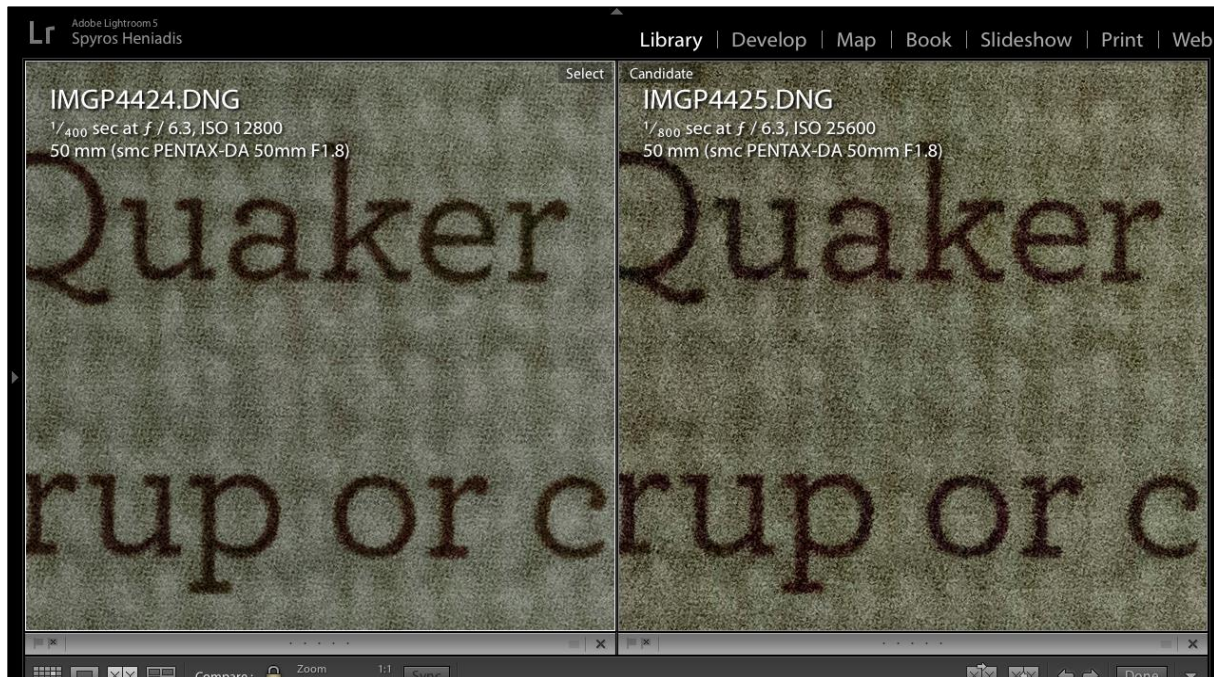 Lr Adobe Lightroom 5
Spyros Heniadis
Library | Develop | Map | Book | Slideshow | Print | Web
Select
IMGP4424.DNG
1/400 sec at ƒ / 6.3, ISO 12800
50 mm (smc PENTAX-DA 50mm F1.8)
Quaker
rup or c
Candidate
IMGP4425.DNG
1/800 sec at ƒ / 6.3, ISO 25600
50 mm (smc PENTAX-DA 50mm F1.8)
Quaker
rup or c
Compare : Zoom 1:1 Sync Done